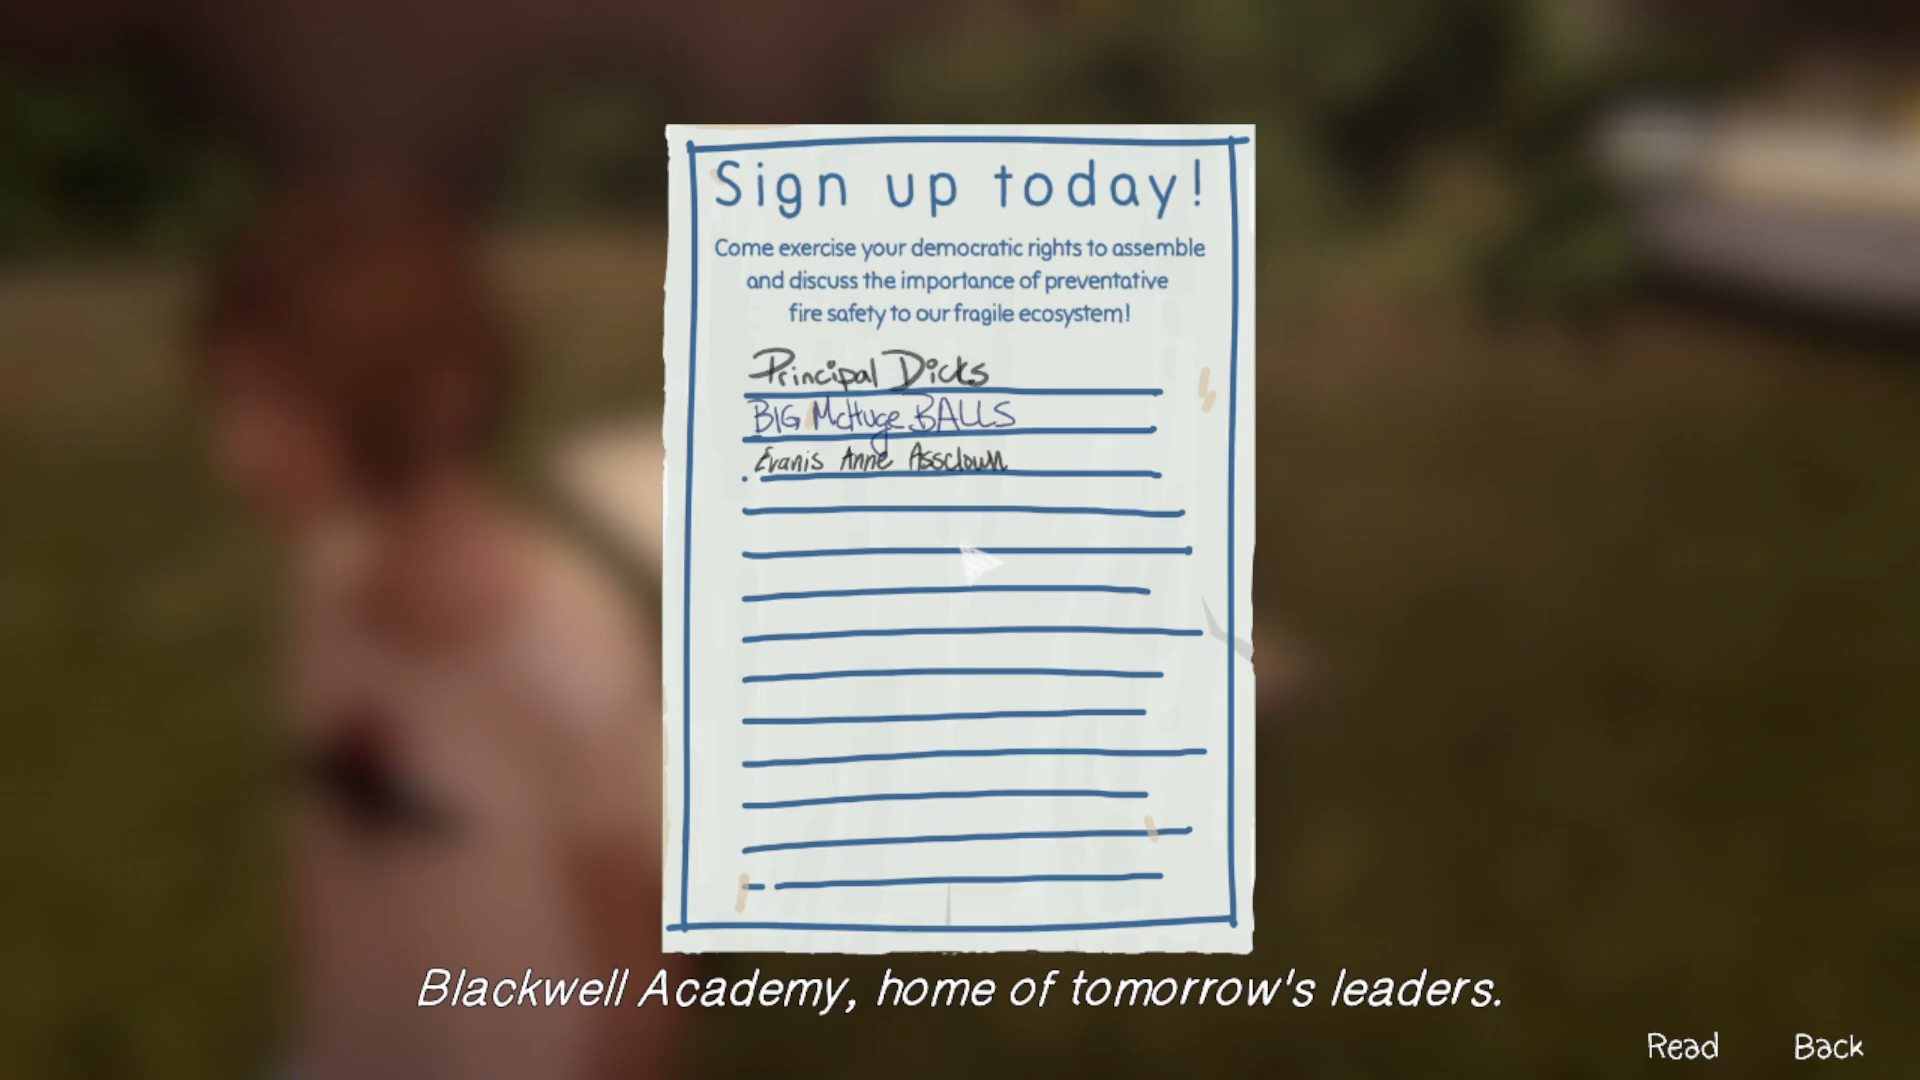 Sign up today!
Come exercise your democratic rights to assemble
and discuss the importance of preventative
fire safety to our fragile ecosystem!
Principal Dicks
BIG McHuge BALLS
Evanis Anne Assclown
Blackwell Academy, home of tomorrow's leaders.
Read Back